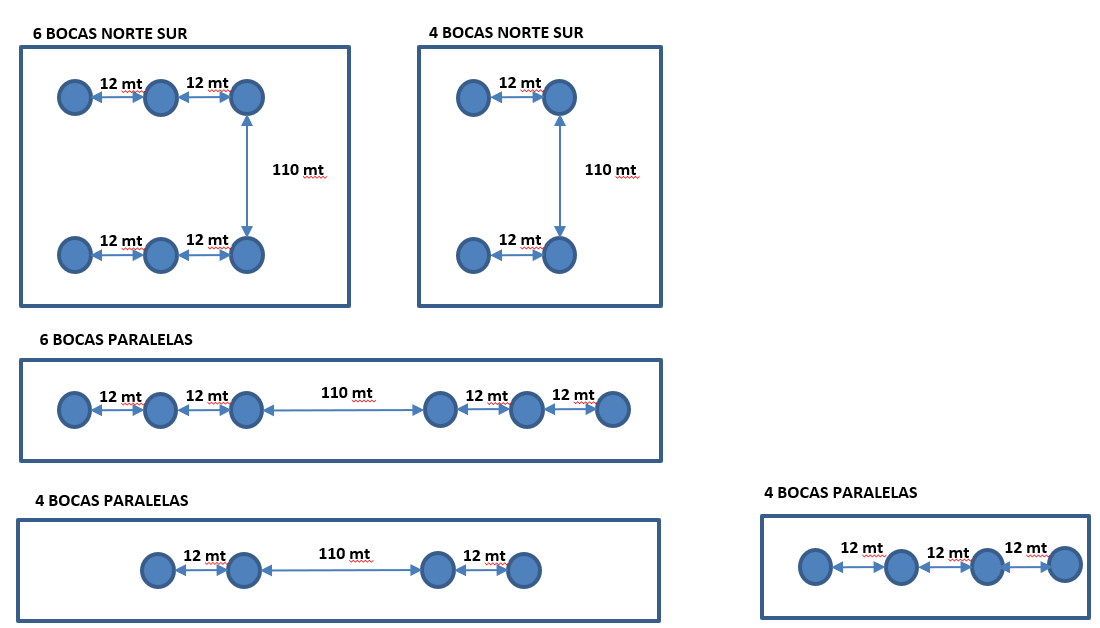 6 BOCAS NORTE SUR
12 mt 12 mt
110 mt
12 mt 12 mt
4 BOCAS NORTE SUR
12 mt
110 mt
12 mt
6 BOCAS PARALELAS
12 mt 12 mt 110 mt 12 mt 12 mt
4 BOCAS PARALELAS
12 mt 110 mt 12 mt
4 BOCAS PARALELAS
12 mt 12 mt 12 mt